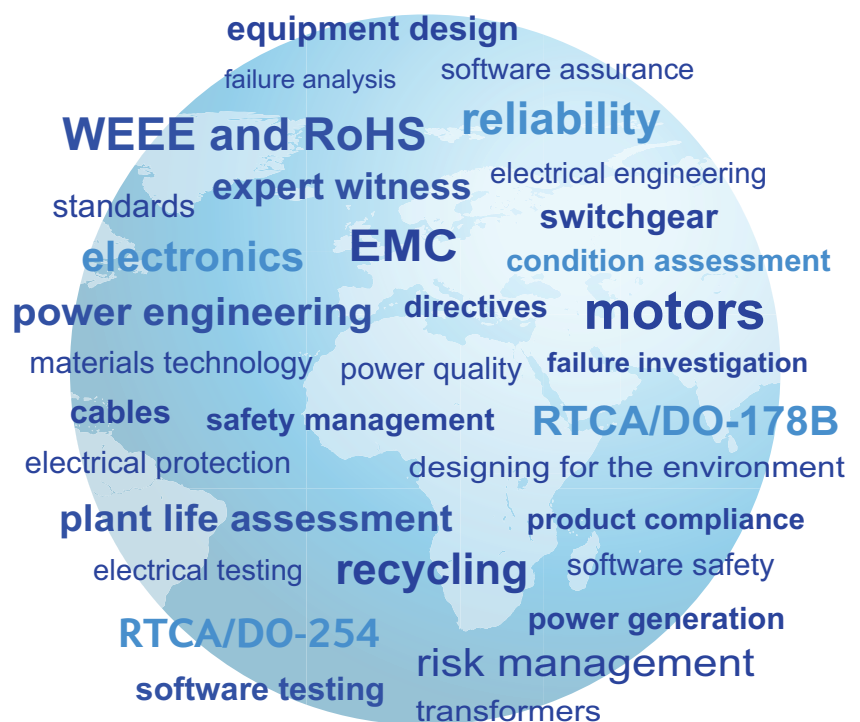 equipment design
failure analysis
software assurance
WEEE and RoHS
reliability
expert witness
electrical engineering
standards
switchgear
electronics
EMC
condition assessment
power engineering
directives
motors
materials technology
power quality
failure investigation
cables
safety management
RTCA/DO-178B
electrical protection
designing for the environment
plant life assessment
product compliance
electrical testing
recycling
software safety
RTCA/DO-254
power generation
risk management
software testing
transformers